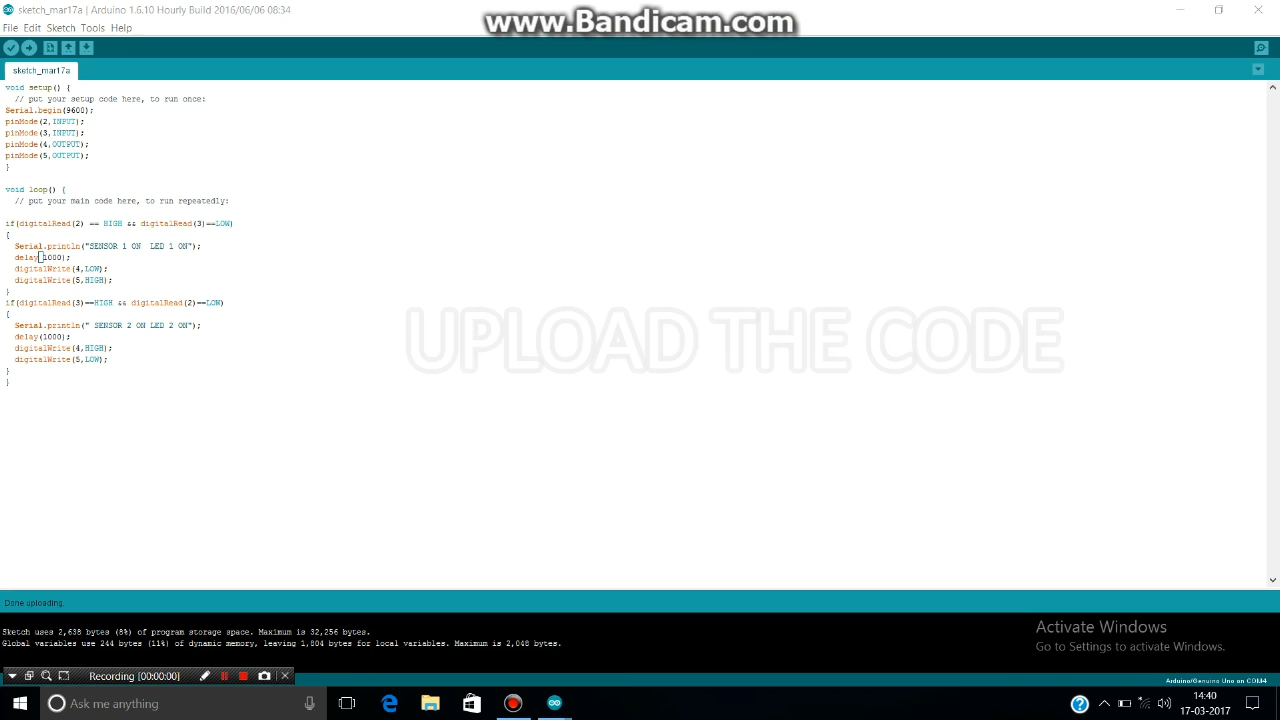 sketch_mar17a | Arduino 1.6.10 Hourly Build 2016/06/06 08:34
www.Bandicam.com
File Edit Sketch Tools Help
sketch_mar17a
void setup() {
// put your setup code here, to run once:
Serial.begin(9600);
pinMode(2,INPUT);
pinMode(3,INPUT);
pinMode(4,OUTPUT);
pinMode(5,OUTPUT);
}
void loop() {
// put your main code here, to run repeatedly:
if(digitalRead(2) == HIGH && digitalRead(3)==LOW)
{
Serial.println("SENSOR 1 ON  LED 1 ON");
delay(1000);
digitalWrite(4,LOW);
digitalWrite(5,HIGH);
}
if(digitalRead(3)==HIGH && digitalRead(2)==LOW)
{
Serial.println(" SENSOR 2 ON LED 2 ON");
delay(1000);
digitalWrite(4,HIGH);
digitalWrite(5,LOW);
}
}
UPLOAD THE CODE
Done uploading.
Sketch uses 2,638 bytes (8%) of program storage space. Maximum is 32,256 bytes.
Global variables use 244 bytes (11%) of dynamic memory, leaving 1,804 bytes for local variables. Maximum is 2,048 bytes.
Activate Windows
Go to Settings to activate Windows.
Recording [00:00:00]
Arduino/Genuino Uno on COM4
Ask me anything
14:40
17-03-2017